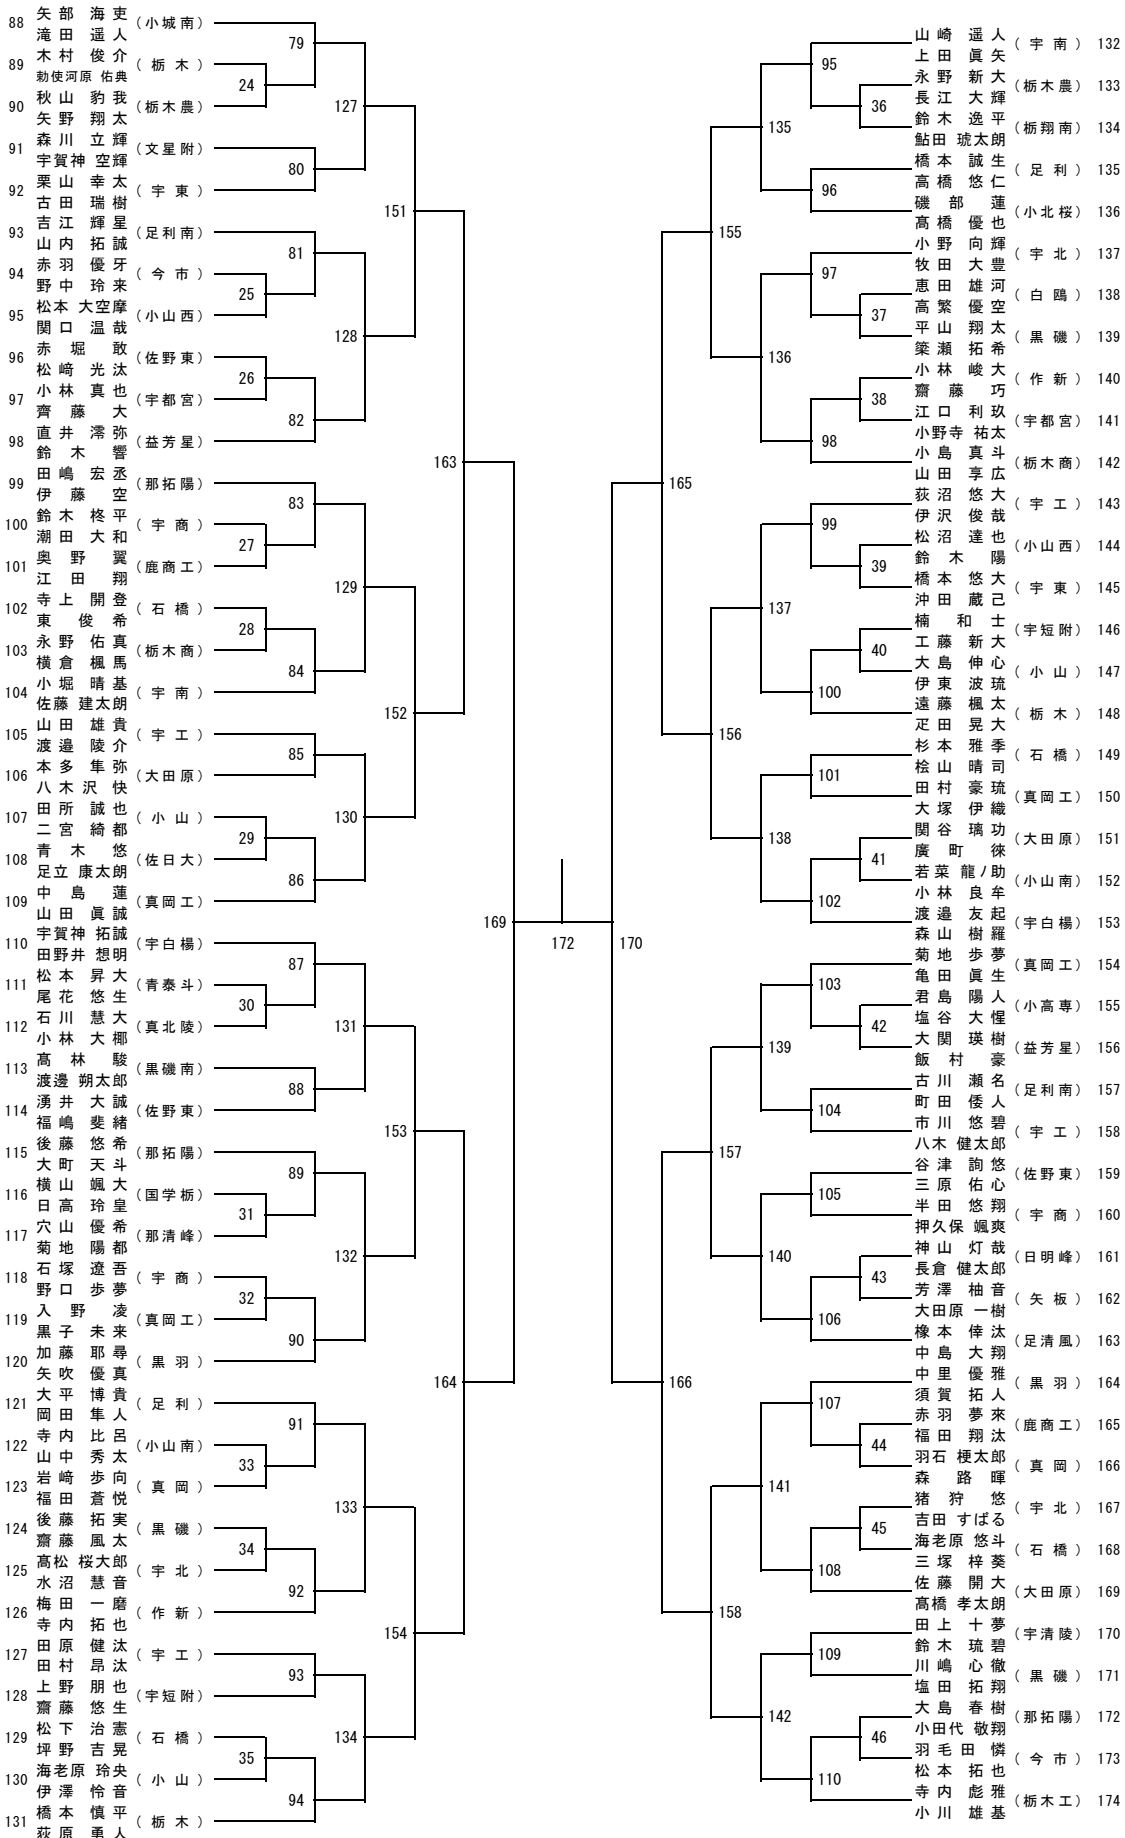 88 矢部 海吏 (小城南)
滝田 遥人
79
89 木村 俊介 (栃木)
勅使河原 佑典
24
90 秋山 豹我 (栃木農)
矢野 翔太
127
91 森川 立輝 (文星附)
宇賀神 空輝
80
92 栗山 幸太 (宇東)
古田 瑞樹
151
93 吉江 輝星 (足利南)
山内 拓誠
81
94 赤羽 優牙 (今市)
野中 玲来
25
95 松本 大空摩 (小山西)
関口 温哉
128
96 赤堀 敢 (佐野東)
松﨑 光汰
26
97 小林 真也 (宇都宮)
齊藤 大
82
98 直井 澪弥 (益芳星)
鈴木 響
163
99 田嶋 宏丞 (那拓陽)
伊藤 空
83
100 鈴木 柊平 (宇商)
潮田 大和
27
101 奥野 翼 (鹿商工)
江田 翔
129
102 寺上 開登 (石橋)
東 俊希
28
103 永野 佑真 (栃木商)
横倉 楓馬
84
104 小堀 晴基 (宇南)
佐藤 建太朗
152
105 山田 雄貴 (宇工)
渡邉 陵介
85
106 本多 隼弥 (大田原)
八木沢 快
130
107 田所 誠也 (小山)
二宮 綺都
29
108 青木 悠 (佐日大)
足立 康太朗
86
109 中島 蓮 (真岡工)
山田 眞誠
169
110 宇賀神 拓誠 (宇白楊)
田野井 想明
87
111 松本 昇大 (青泰斗)
尾花 悠生
30
112 石川 慧大 (真北陵)
小林 大椰
131
113 髙林 駿 (黒磯南)
渡邊 朔太郎
88
114 湧井 大誠 (佐野東)
福嶋 斐緒
153
115 後藤 悠希 (那拓陽)
大町 天斗
89
116 横山 颯大 (国学栃)
日高 玲皇
31
117 穴山 優希 (那清峰)
菊地 陽都
132
118 石塚 遼吾 (宇商)
野口 歩夢
32
119 入野 凌 (真岡工)
黒子 未来
90
120 加藤 耶尋 (黒羽)
矢吹 優真
164
121 大平 博貴 (足利)
岡田 隼人
91
122 寺内 比呂 (小山南)
山中 秀太
33
123 岩﨑 歩向 (真岡)
福田 蒼悦
133
124 後藤 拓実 (黒磯)
齋藤 風太
34
125 髙松 桜大郎 (宇北)
水沼 慧音
92
126 梅田 一磨 (作新)
寺内 拓也
154
127 田原 健汰 (宇工)
田村 昂汰
93
128 上野 朋也 (宇短附)
齋藤 悠生
134
129 松下 治憲 (石橋)
坪野 吉晃
35
130 海老原 玲央 (小山)
伊澤 怜音
94
131 橋本 慎平 (栃木)
荻原 勇人
172
170
山崎 遥人 (宇南) 132
上田 眞矢
95
永野 新大 (栃木農) 133
長江 大輝
36
鈴木 逸平 (栃翔南) 134
鮎田 琥太朗
135
橋本 誠生 (足利) 135
高橋 悠仁
96
磯部 蓮 (小北桜) 136
髙橋 優也
155
小野 向輝 (宇北) 137
牧田 大豊
97
恵田 雄河 (白鴎) 138
高繁 優空
37
平山 翔太 (黒磯) 139
簗瀬 拓希
136
小林 峻大 (作新) 140
齋藤 巧
38
江口 利玖 (宇都宮) 141
小野寺 祐太
98
小島 真斗 (栃木商) 142
山田 享広
165
荻沼 悠大 (宇工) 143
伊沢 俊哉
99
松沼 達也 (小山西) 144
鈴木 陽
39
橋本 悠大 (宇東) 145
沖田 蔵己
137
楠 和士 (宇短附) 146
工藤 新大
40
大島 伸心 (小山) 147
伊東 波琉
100
遠藤 楓太 (栃木) 148
疋田 晃大
156
杉本 雅季 (石橋) 149
桧山 晴司
101
田村 豪琉 (真岡工) 150
大塚 伊織
138
関谷 璃功 (大田原) 151
廣町 徠
41
若菜 龍ﾉ助 (小山南) 152
小林 良牟
102
渡邉 友起 (宇白楊) 153
森山 樹羅
菊地 歩夢 (真岡工) 154
亀田 眞生
103
君島 陽人 (小高専) 155
塩谷 大惺
42
大関 瑛樹 (益芳星) 156
飯村 豪
139
古川 瀬名 (足利南) 157
町田 倭人
104
市川 悠碧 (宇工) 158
八木 健太郎
157
谷津 詢悠 (佐野東) 159
三原 佑心
105
半田 悠翔 (宇商) 160
押久保 颯爽
140
神山 灯哉 (日明峰) 161
長倉 健太郎
43
芳澤 柚音 (矢板) 162
大田原 一樹
106
橡本 倖汰 (足清風) 163
中島 大翔
166
中里 優雅 (黒羽) 164
須賀 拓人
107
赤羽 夢來 (鹿商工) 165
福田 翔汰
44
羽石 梗太郎 (真岡) 166
森 路暉
141
猪狩 悠 (宇北) 167
吉田 すばる
45
海老原 悠斗 (石橋) 168
三塚 梓葵
108
佐藤 開大 (大田原) 169
髙橋 孝太朗
158
田上 十夢 (宇清陵) 170
鈴木 琉碧
109
川嶋 心徹 (黒磯) 171
塩田 拓翔
142
大島 春樹 (那拓陽) 172
小田代 敬翔
46
羽毛田 憐 (今市) 173
松本 拓也
110
寺内 彪雅 (栃木工) 174
小川 雄基